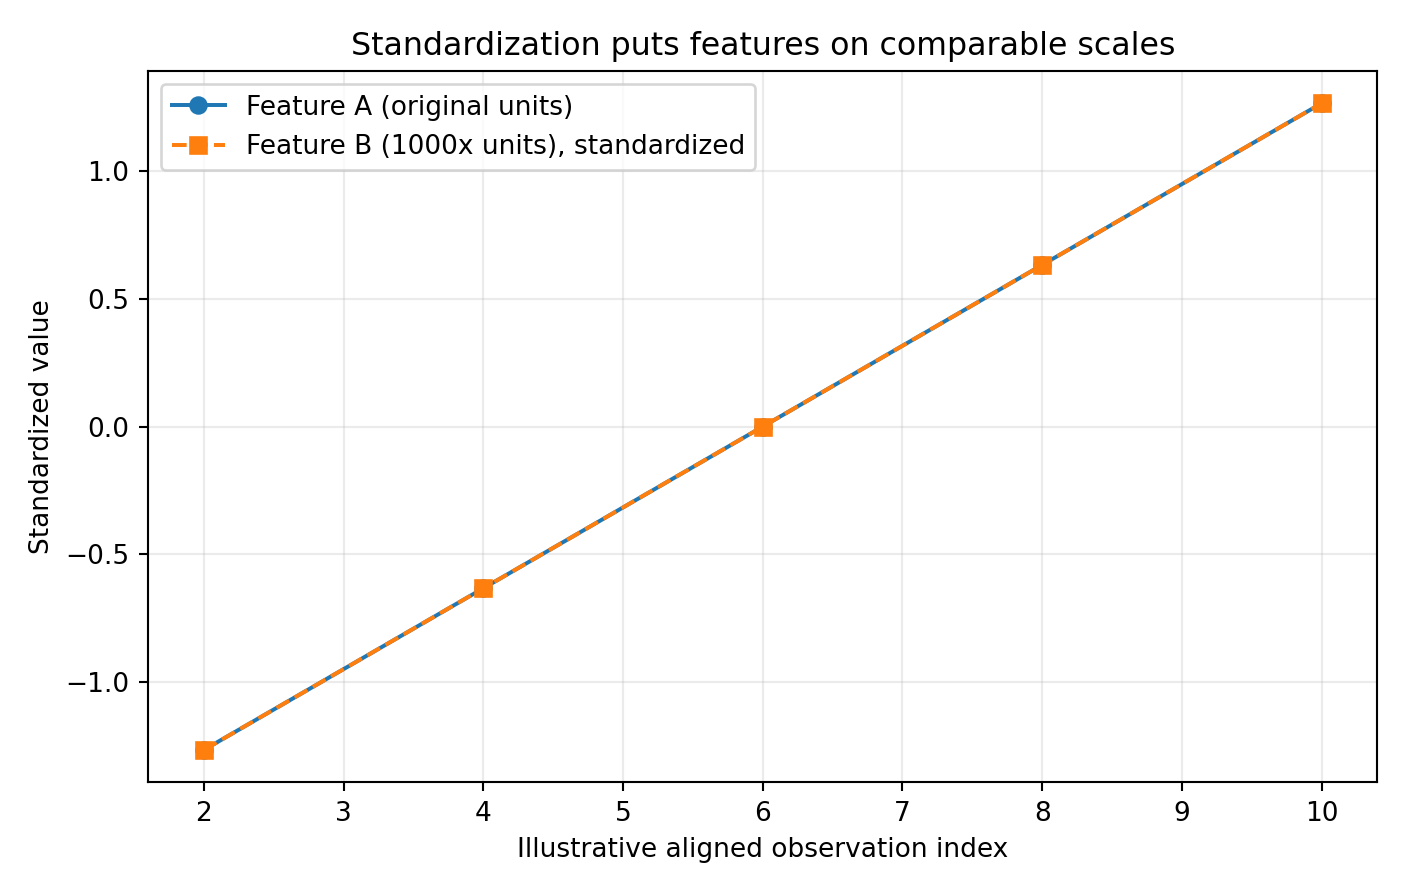 Standardization puts features on comparable scales
Feature A (original units)
Feature B (1000x units), standardized
Standardized value
1.0
0.5
0.0
−0.5
−1.0
2 3 4 5 6 7 8 9 10
Illustrative aligned observation index